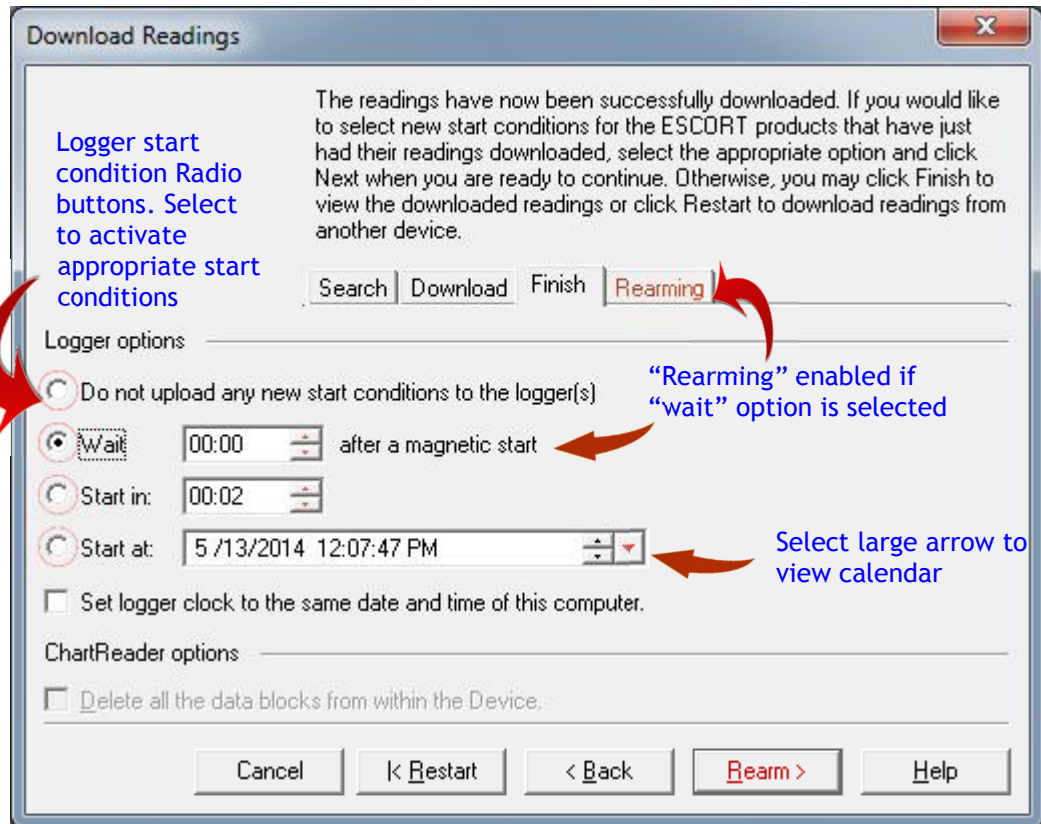 Download Readings
The readings have now been successfully downloaded. If you would like
to select new start conditions for the ESCORT products that have just
had their readings downloaded, select the appropriate option and click
Next when you are ready to continue. Otherwise, you may click Finish to
view the downloaded readings or click Restart to download readings from
another device.
Logger start
condition Radio
buttons. Select
to activate
appropriate start
conditions
Search Download Finish Rearming
Logger options
“Rearming” enabled if
“wait” option is selected
Do not upload any new start conditions to the logger(s)
Wait 00:00 after a magnetic start
Start in: 00:02
Start at: 5 /13/2014 12:07:47 PM
Select large arrow to
view calendar
Set logger clock to the same date and time of this computer.
ChartReader options
Delete all the data blocks from within the Device.
Cancel |< Restart < Back Rearm > Help